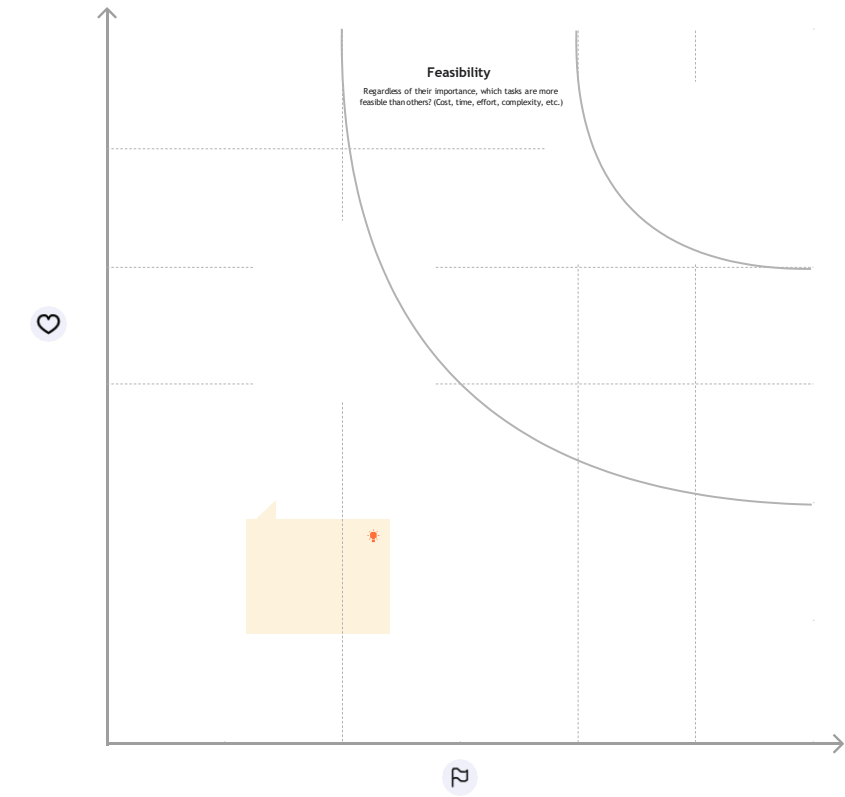 Feasibility
Regardless of their importance, which tasks are more
feasible than others? (Cost, time, effort, complexity, etc.)